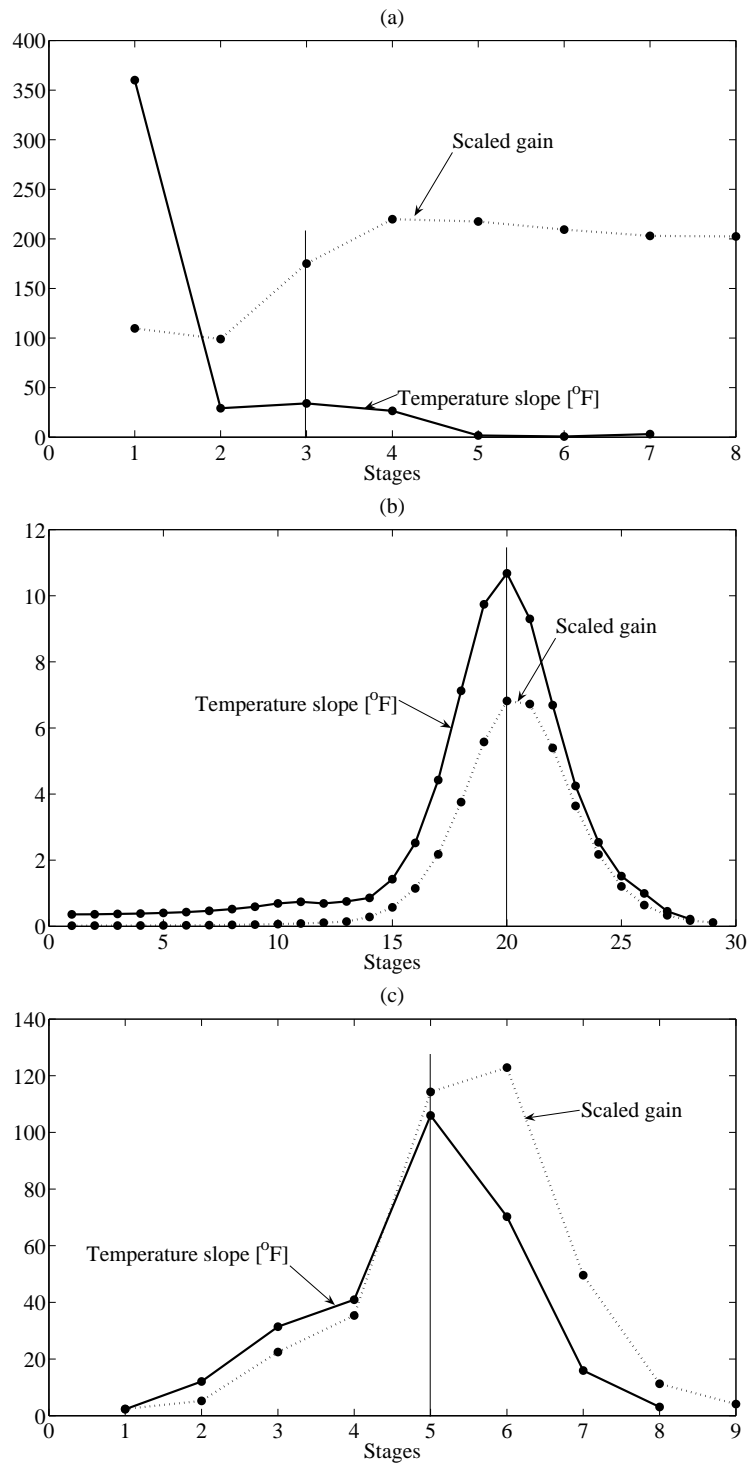 (a)
400
350
300
250
200
150
100
50
0
Scaled gain
Temperature slope [°F]
0 1 2 3 4 5 6 7 8
Stages
(b)
12
10
8
6
4
2
0
Scaled gain
Temperature slope [°F]
0 5 10 15 20 25 30
Stages
(c)
140
120
100
80
60
40
20
0
Scaled gain
Temperature slope [°F]
0 1 2 3 4 5 6 7 8 9
Stages